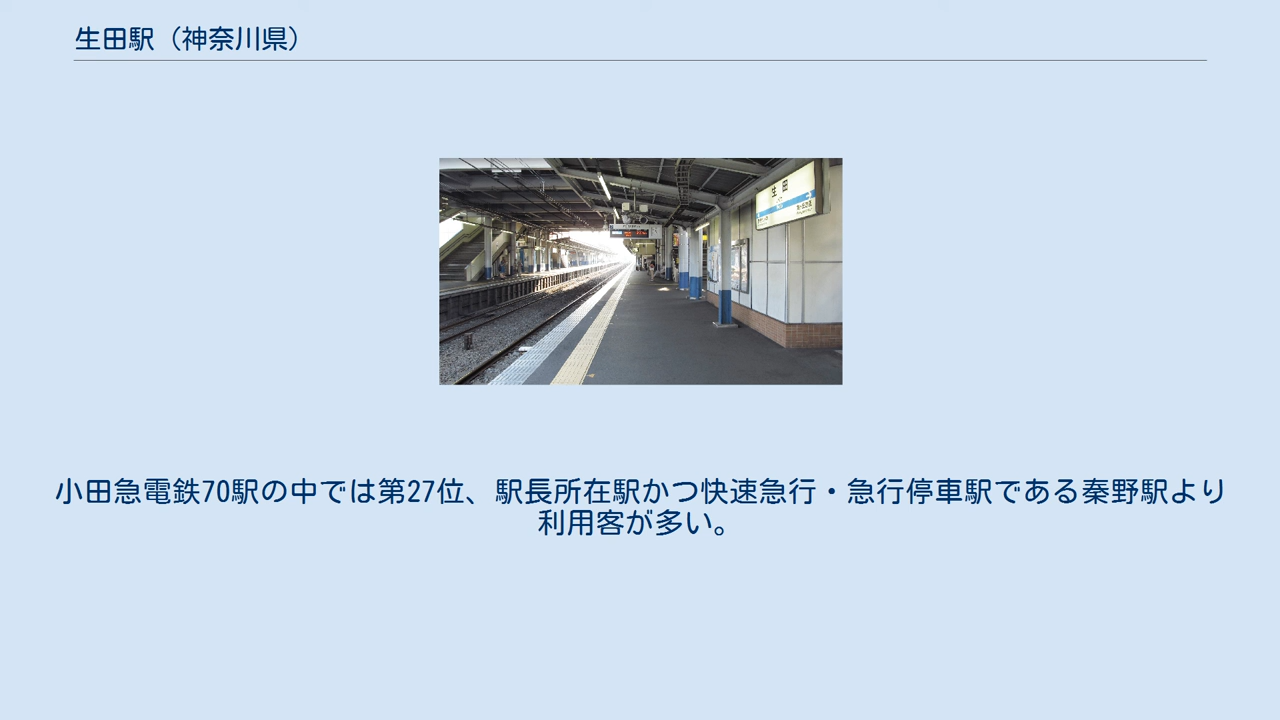 生田駅（神奈川県）
生田
小田急電鉄70駅の中では第27位、駅長所在駅かつ快速急行・急行停車駅である秦野駅より
利用客が多い。